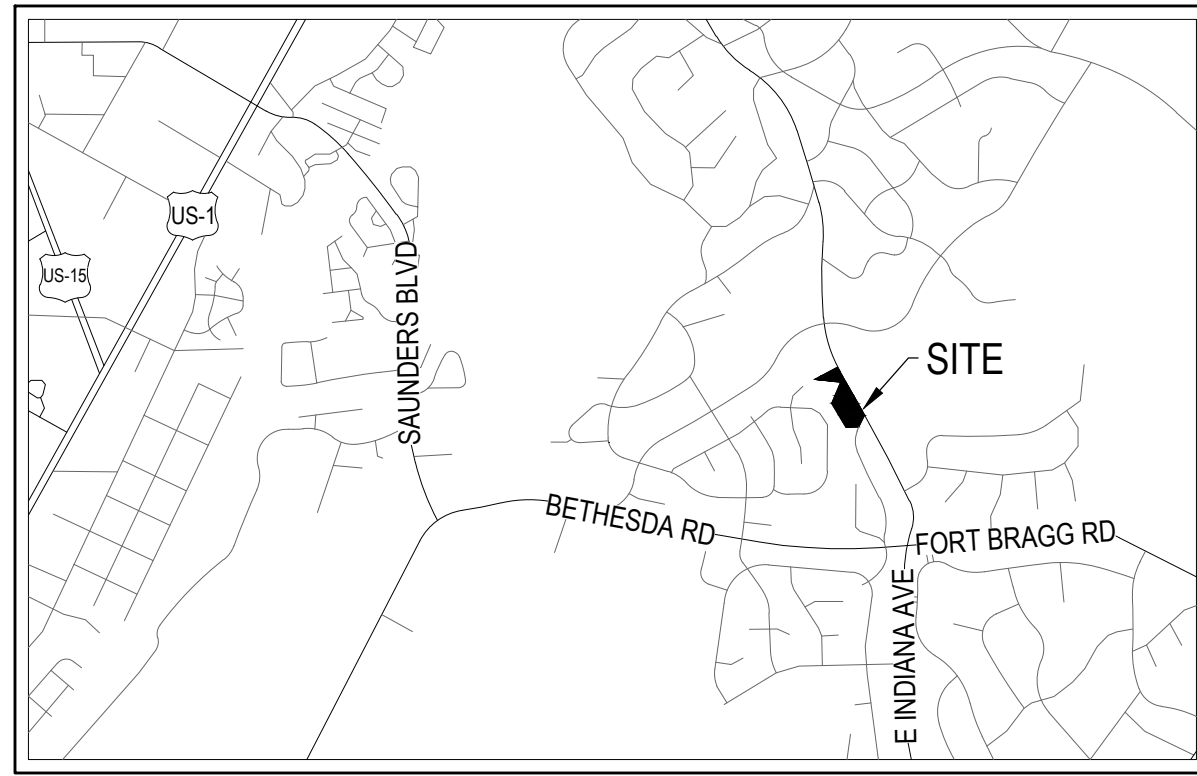 US-1
US-15
SAUNDERS BLVD
SITE
BETHESDA RD
FORT BRAGG RD
E INDIANA AVE